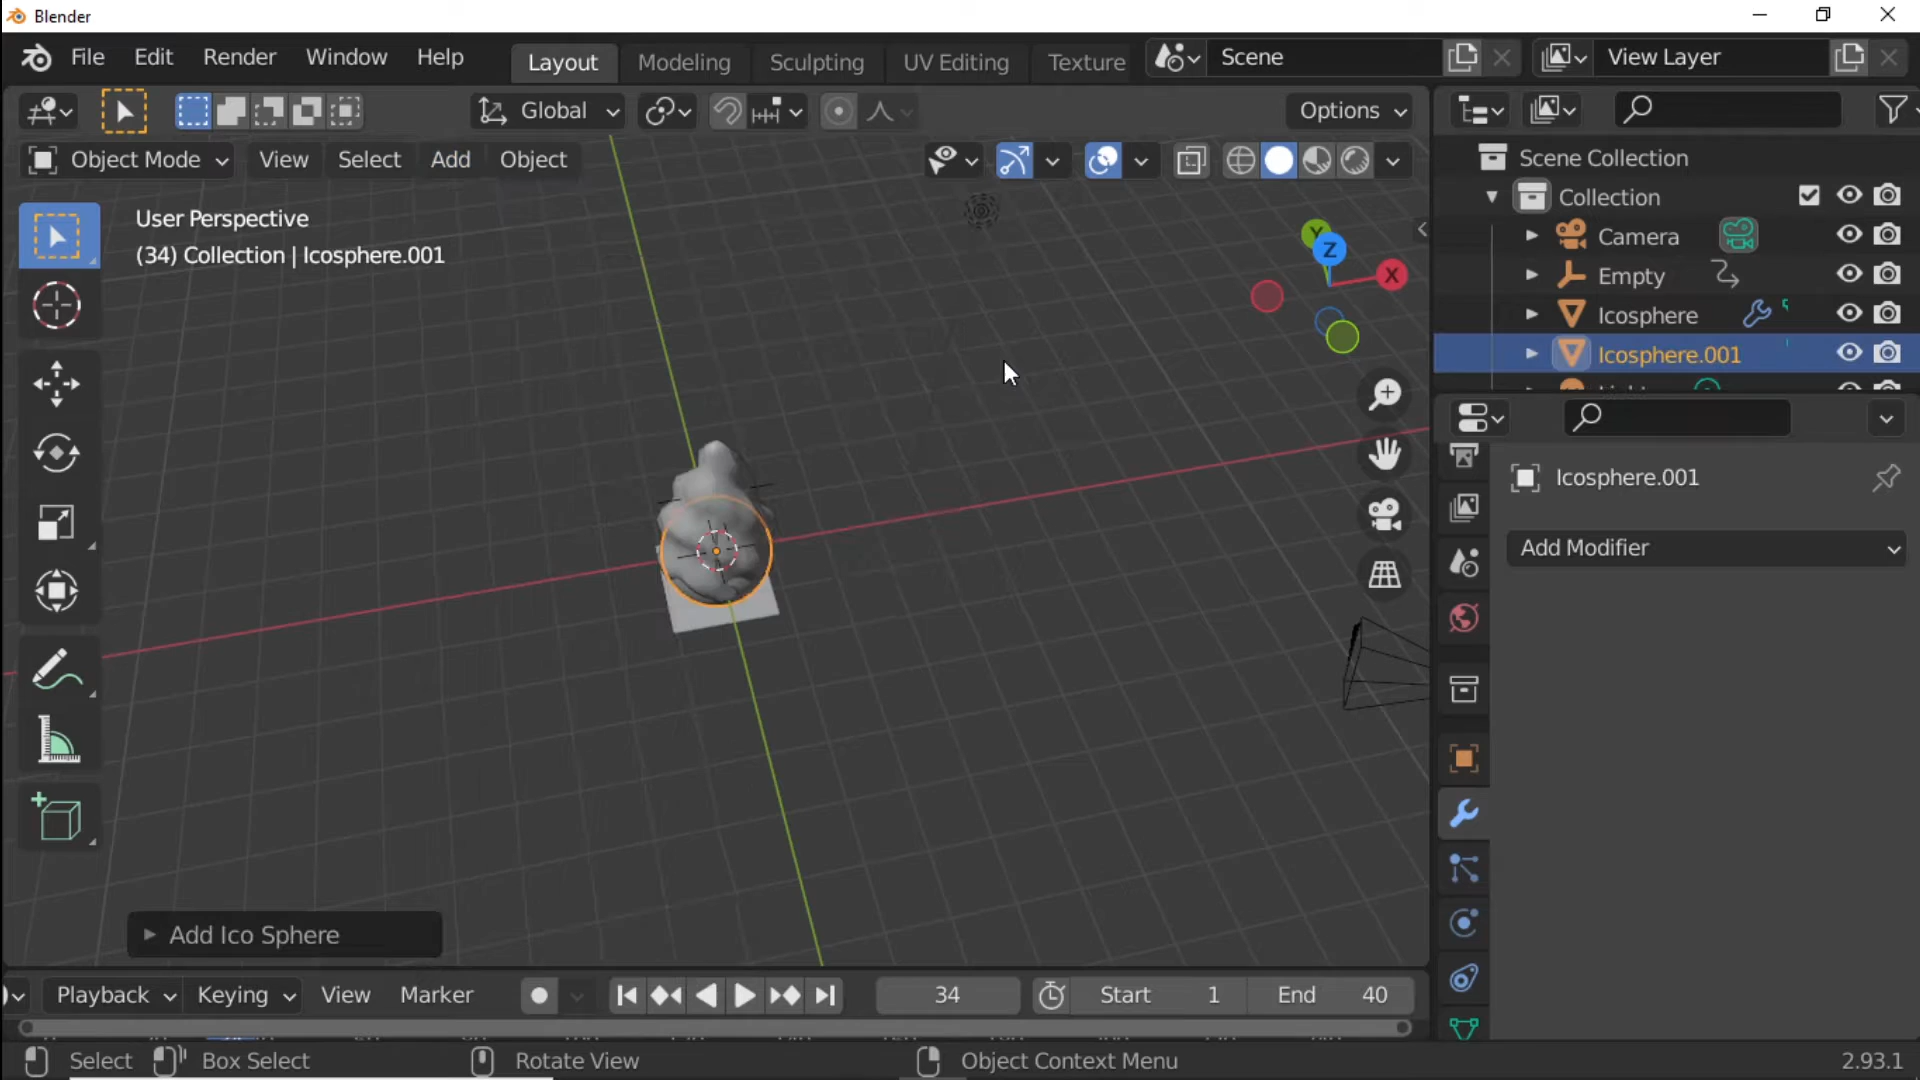 Blender
File Edit Render Window Help Layout Modeling Sculpting UV Editing Texture Scene View Layer
Global Options
Object Mode View Select Add Object
User Perspective
(34) Collection | Icosphere.001
Y
Z
X
Scene Collection
Collection
Camera
Empty
Icosphere
Icosphere.001
Icosphere.001
Add Modifier
Add Ico Sphere
Playback Keying View Marker 34 Start 1 End 40
Select Box Select Rotate View Object Context Menu 2.93.1